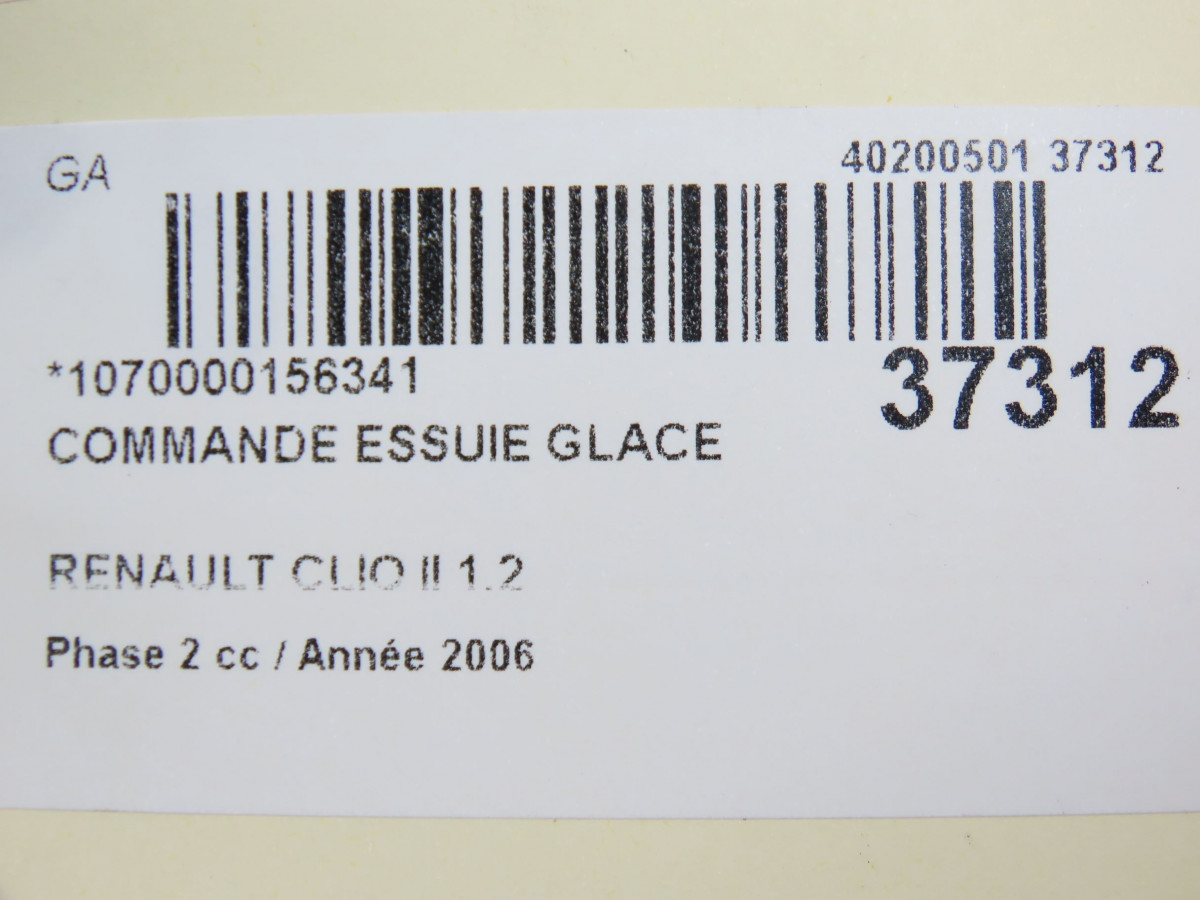 GA
40200501 37312
*1070000156341
37312
COMMANDE ESSUIE GLACE
RENAULT CLIO II 1.2
Phase 2 cc / Année 2006